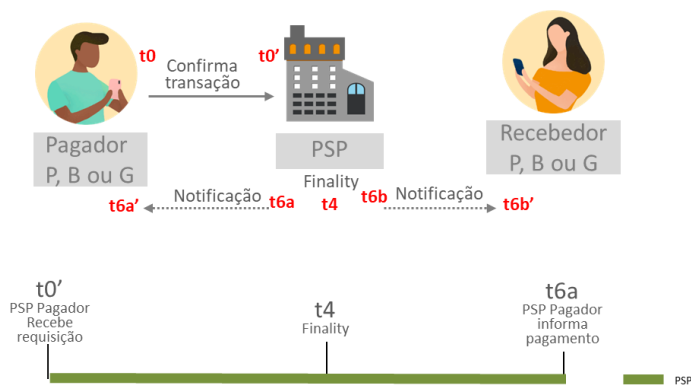 t0
Confirma
transação
t0’
Pagador
P, B ou G
PSP
Recebedor
P, B ou G
Finality
t6a’
Notificação
t6a
t4
t6b
Notificação
t6b’
t0’
PSP Pagador
Recebe
requisição
t4
Finality
t6a
PSP Pagador
informa
pagamento
PSP